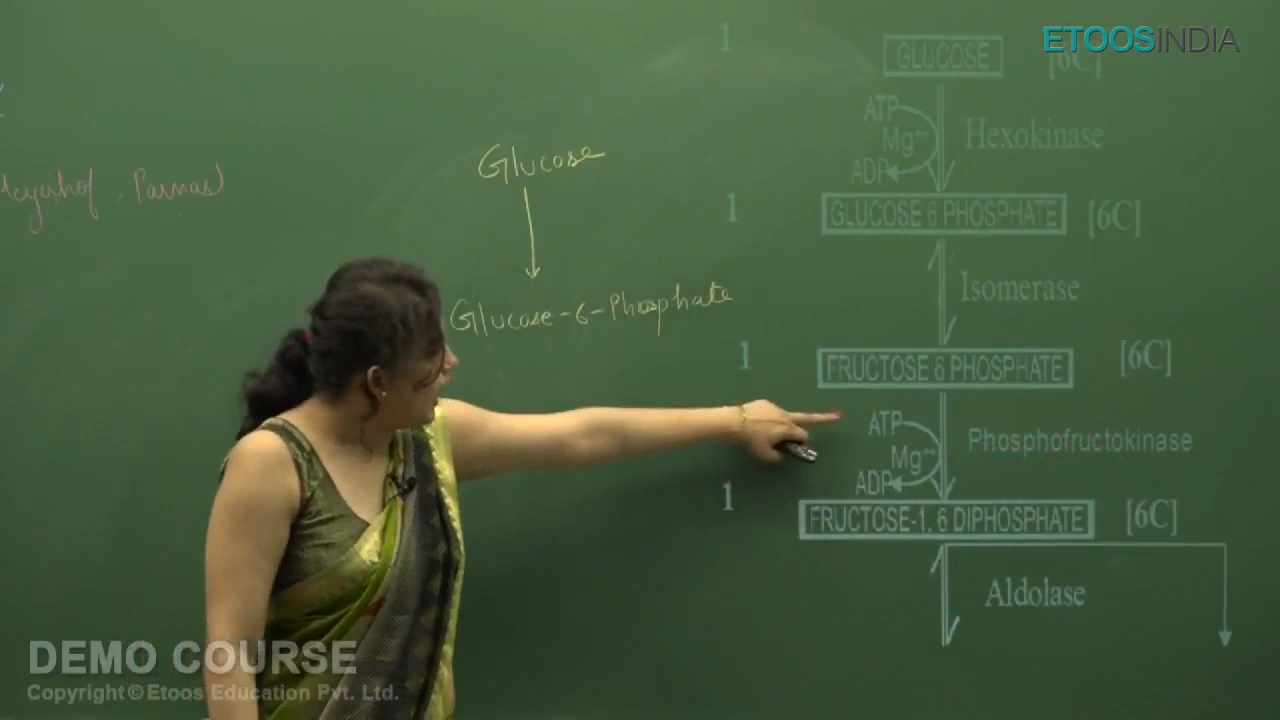 ETOOSINDIA
1 GLUCOSE [6C]
ATP
Mg++
ADP
Hexokinase
1 GLUCOSE 6 PHOSPHATE [6C]
Isomerase
1 FRUCTOSE 6 PHOSPHATE [6C]
ATP
Mg++
ADP
Phosphofructokinase
1 FRUCTOSE-1, 6 DIPHOSPHATE [6C]
Aldolase
Parnas
Glucose
Glucose-6-Phosphate
DEMO COURSE
Copyright © Etoos Education Pvt. Ltd.